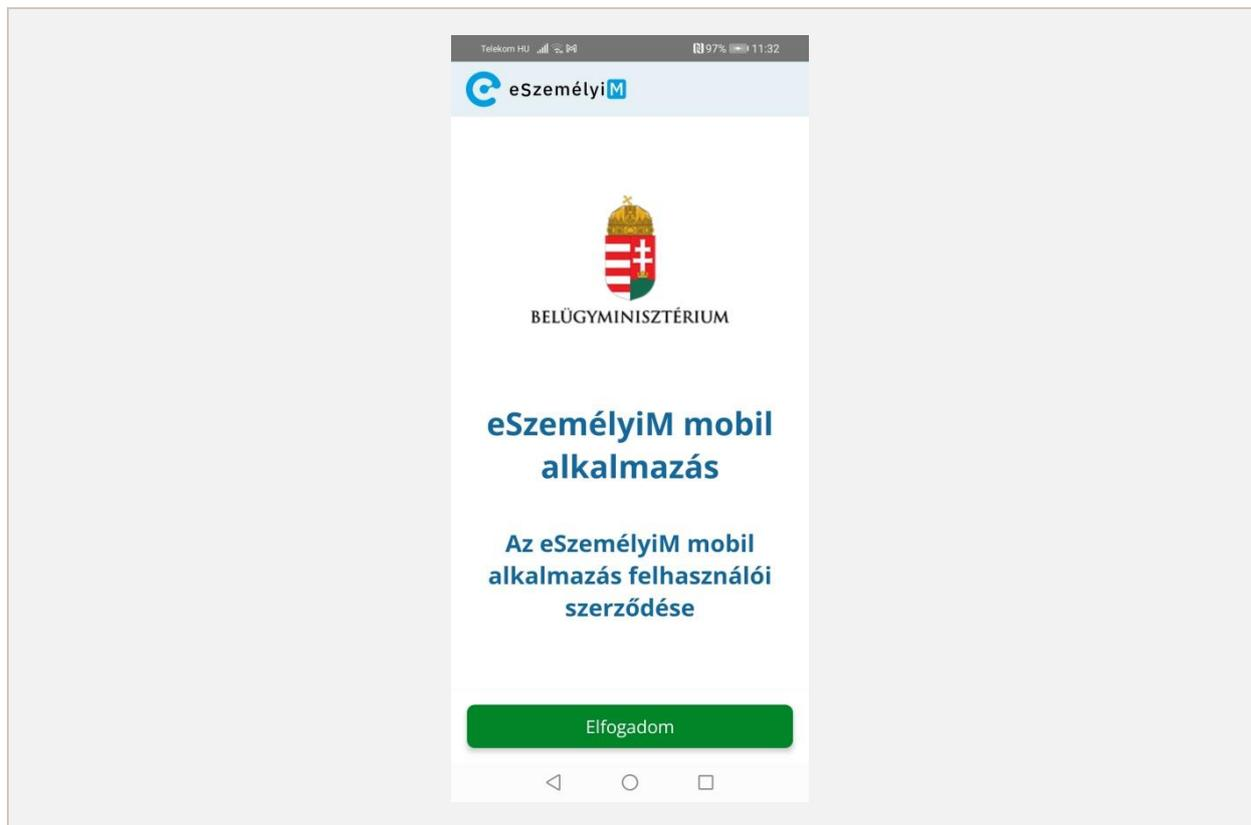 Telekom HU 97% 11:32
eSzemélyiM
BELÜGYMINISZTÉRIUM
eSzemélyiM mobil
alkalmazás
Az eSzemélyiM mobil
alkalmazás felhasználói
szerződése
Elfogadom